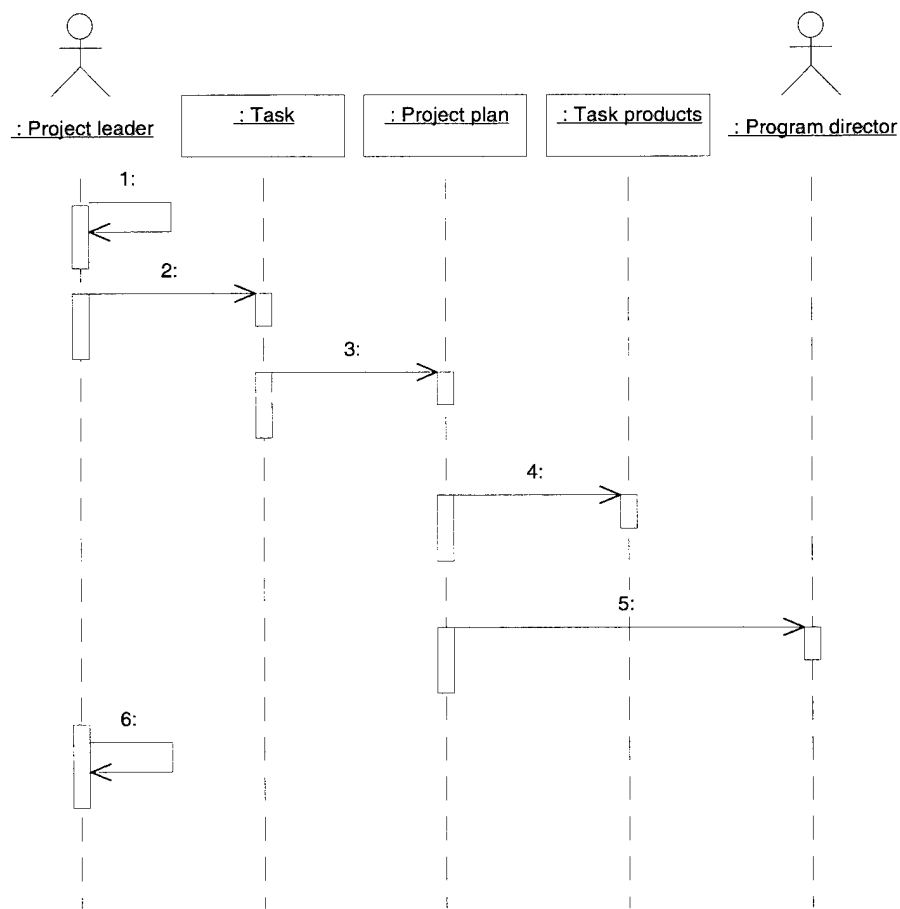 : Project leader
: Task
: Project plan
: Task products
: Program director
1:
2:
3:
4:
5:
6: